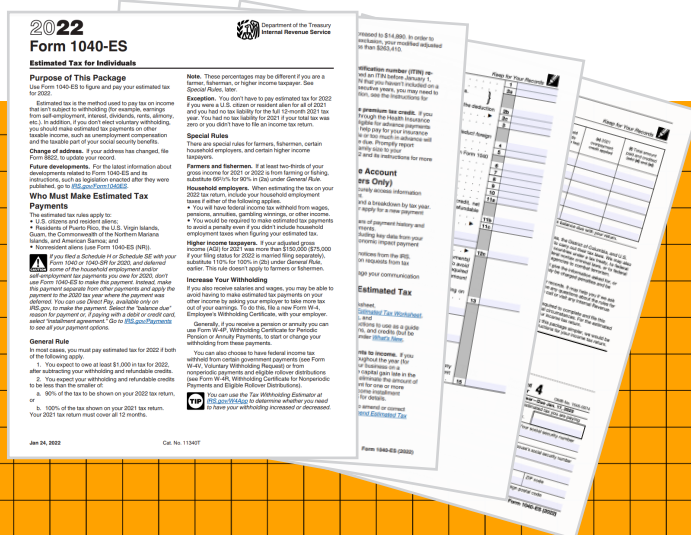 2022
Form 1040-ES
Department of the Treasury
Internal Revenue Service
Estimated Tax for Individuals
Purpose of This Package
Use Form 1040-ES to figure and pay your estimated tax
for 2022.
Estimated tax is the method used to pay tax on income
that isn't subject to withholding (for example, earnings
from self-employment, interest, dividends, rents, alimony,
etc.). In addition, if you don't elect voluntary withholding,
you should make estimated tax payments on other
taxable income, such as unemployment compensation
and the taxable part of your social security benefits.
Change of address. If your address has changed, file
Form 8822, to update your record.
Future developments. For the latest information about
developments related to Form 1040-ES and its
instructions, such as legislation enacted after they were
published, go to IRS.gov/Form1040ES.
Who Must Make Estimated Tax
Payments
The estimated tax rules apply to:
• U.S. citizens and resident aliens;
• Residents of Puerto Rico, the U.S. Virgin Islands,
Guam, the Commonwealth of the Northern Mariana
Islands, and American Samoa; and
• Nonresident aliens (use Form 1040-ES (NR)).
CAUTION
If you filed a Schedule H or Schedule SE with your
Form 1040 or 1040-SR for 2020, and deferred
some of the household employment and/or
self-employment tax payments you owe for 2020, don't
use Form 1040-ES to make this payment. Instead, make
this payment separate from other payments and apply the
payment to the 2020 tax year where the payment was
deferred. You can use Direct Pay, available only on
IRS.gov, to make the payment. Select the "balance due"
reason for payment or, if paying with a debit or credit card,
select "installment agreement." Go to IRS.gov/Payments
to see all your payment options.
General Rule
In most cases, you must pay estimated tax for 2022 if both
of the following apply.
1. You expect to owe at least $1,000 in tax for 2022,
after subtracting your withholding and refundable credits.
2. You expect your withholding and refundable credits
to be less than the smaller of:
a. 90% of the tax to be shown on your 2022 tax return,
or
b. 100% of the tax shown on your 2021 tax return.
Your 2021 tax return must cover all 12 months.
Note. These percentages may be different if you are a
farmer, fisherman, or higher income taxpayer. See
Special Rules, later.
Exception. You don't have to pay estimated tax for 2022
if you were a U.S. citizen or resident alien for all of 2021
and you had no tax liability for the full 12-month 2021 tax
year. You had no tax liability for 2021 if your total tax was
zero or you didn't have to file an income tax return.
Special Rules
There are special rules for farmers, fishermen, certain
household employers, and certain higher income
taxpayers.
Farmers and fishermen. If at least two-thirds of your
gross income for 2021 or 2022 is from farming or fishing,
substitute 66²/₃% for 90% in (2a) under General Rule.
Household employers. When estimating the tax on your
2022 tax return, include your household employment
taxes if either of the following applies.
• You will have federal income tax withheld from wages,
pensions, annuities, gambling winnings, or other income.
• You would be required to make estimated tax payments
to avoid a penalty even if you didn't include household
employment taxes when figuring your estimated tax.
Higher income taxpayers. If your adjusted gross
income (AGI) for 2021 was more than $150,000 ($75,000
if your filing status for 2022 is married filing separately),
substitute 110% for 100% in (2b) under General Rule,
earlier. This rule doesn't apply to farmers or fishermen.
Increase Your Withholding
If you also receive salaries and wages, you may be able to
avoid having to make estimated tax payments on your
other income by asking your employer to take more tax
out of your earnings. To do this, file a new Form W-4,
Employee's Withholding Certificate, with your employer.
Generally, if you receive a pension or annuity you can
use Form W-4P, Withholding Certificate for Periodic
Pension or Annuity Payments, to start or change your
withholding from these payments.
You can also choose to have federal income tax
withheld from certain government payments (see Form
W-4V, Voluntary Withholding Request) or from
nonperiodic payments and eligible rollover distributions
(see Form W-4R, Withholding Certificate for Nonperiodic
Payments and Eligible Rollover Distributions).
TIP
You can use the Tax Withholding Estimator at
IRS.gov/W4App to determine whether you need
to have your withholding increased or decreased.
Jan 24, 2022
Cat. No. 11340T
reased to $14,890. In order to
exclusion, your modified adjusted
ss than $263,410.
Estimated Tax
Estimated Tax Worksheet
under What's New.
Form 1040-ES (2022)
Keep for Your Records
Keep for Your Records
ZIP code
Form 1040-ES (2022)